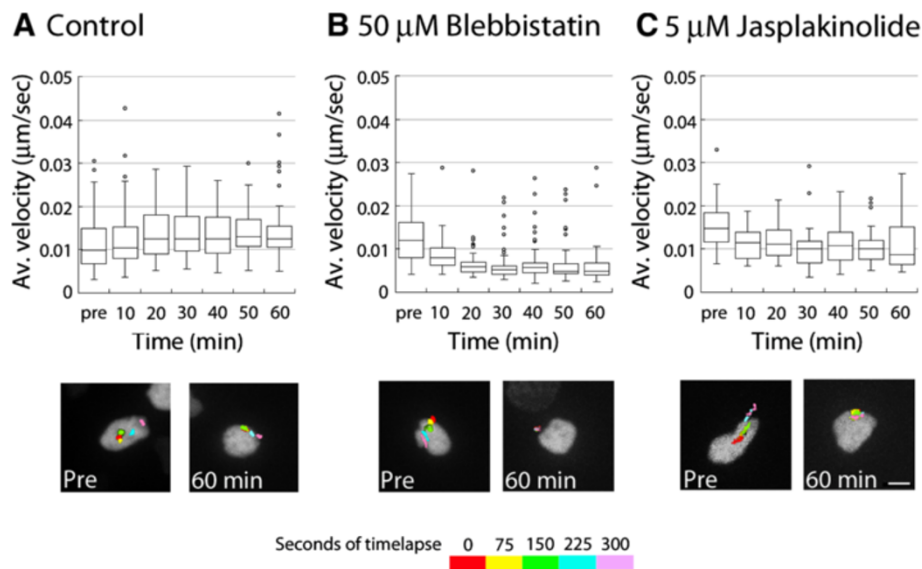 A Control
B 50 μM Blebbistatin
C 5 μM Jasplakinolide
Av. velocity (μm/sec)
0.05
0.04
0.03
0.02
0.01
0
pre 10 20 30 40 50 60
Time (min)
Av. velocity (μm/sec)
0.05
0.04
0.03
0.02
0.01
0
pre 10 20 30 40 50 60
Time (min)
Av. velocity (μm/sec)
0.05
0.04
0.03
0.02
0.01
0
pre 10 20 30 40 50 60
Time (min)
Pre
60 min
Pre
60 min
Pre
60 min
Seconds of timelapse 0 75 150 225 300